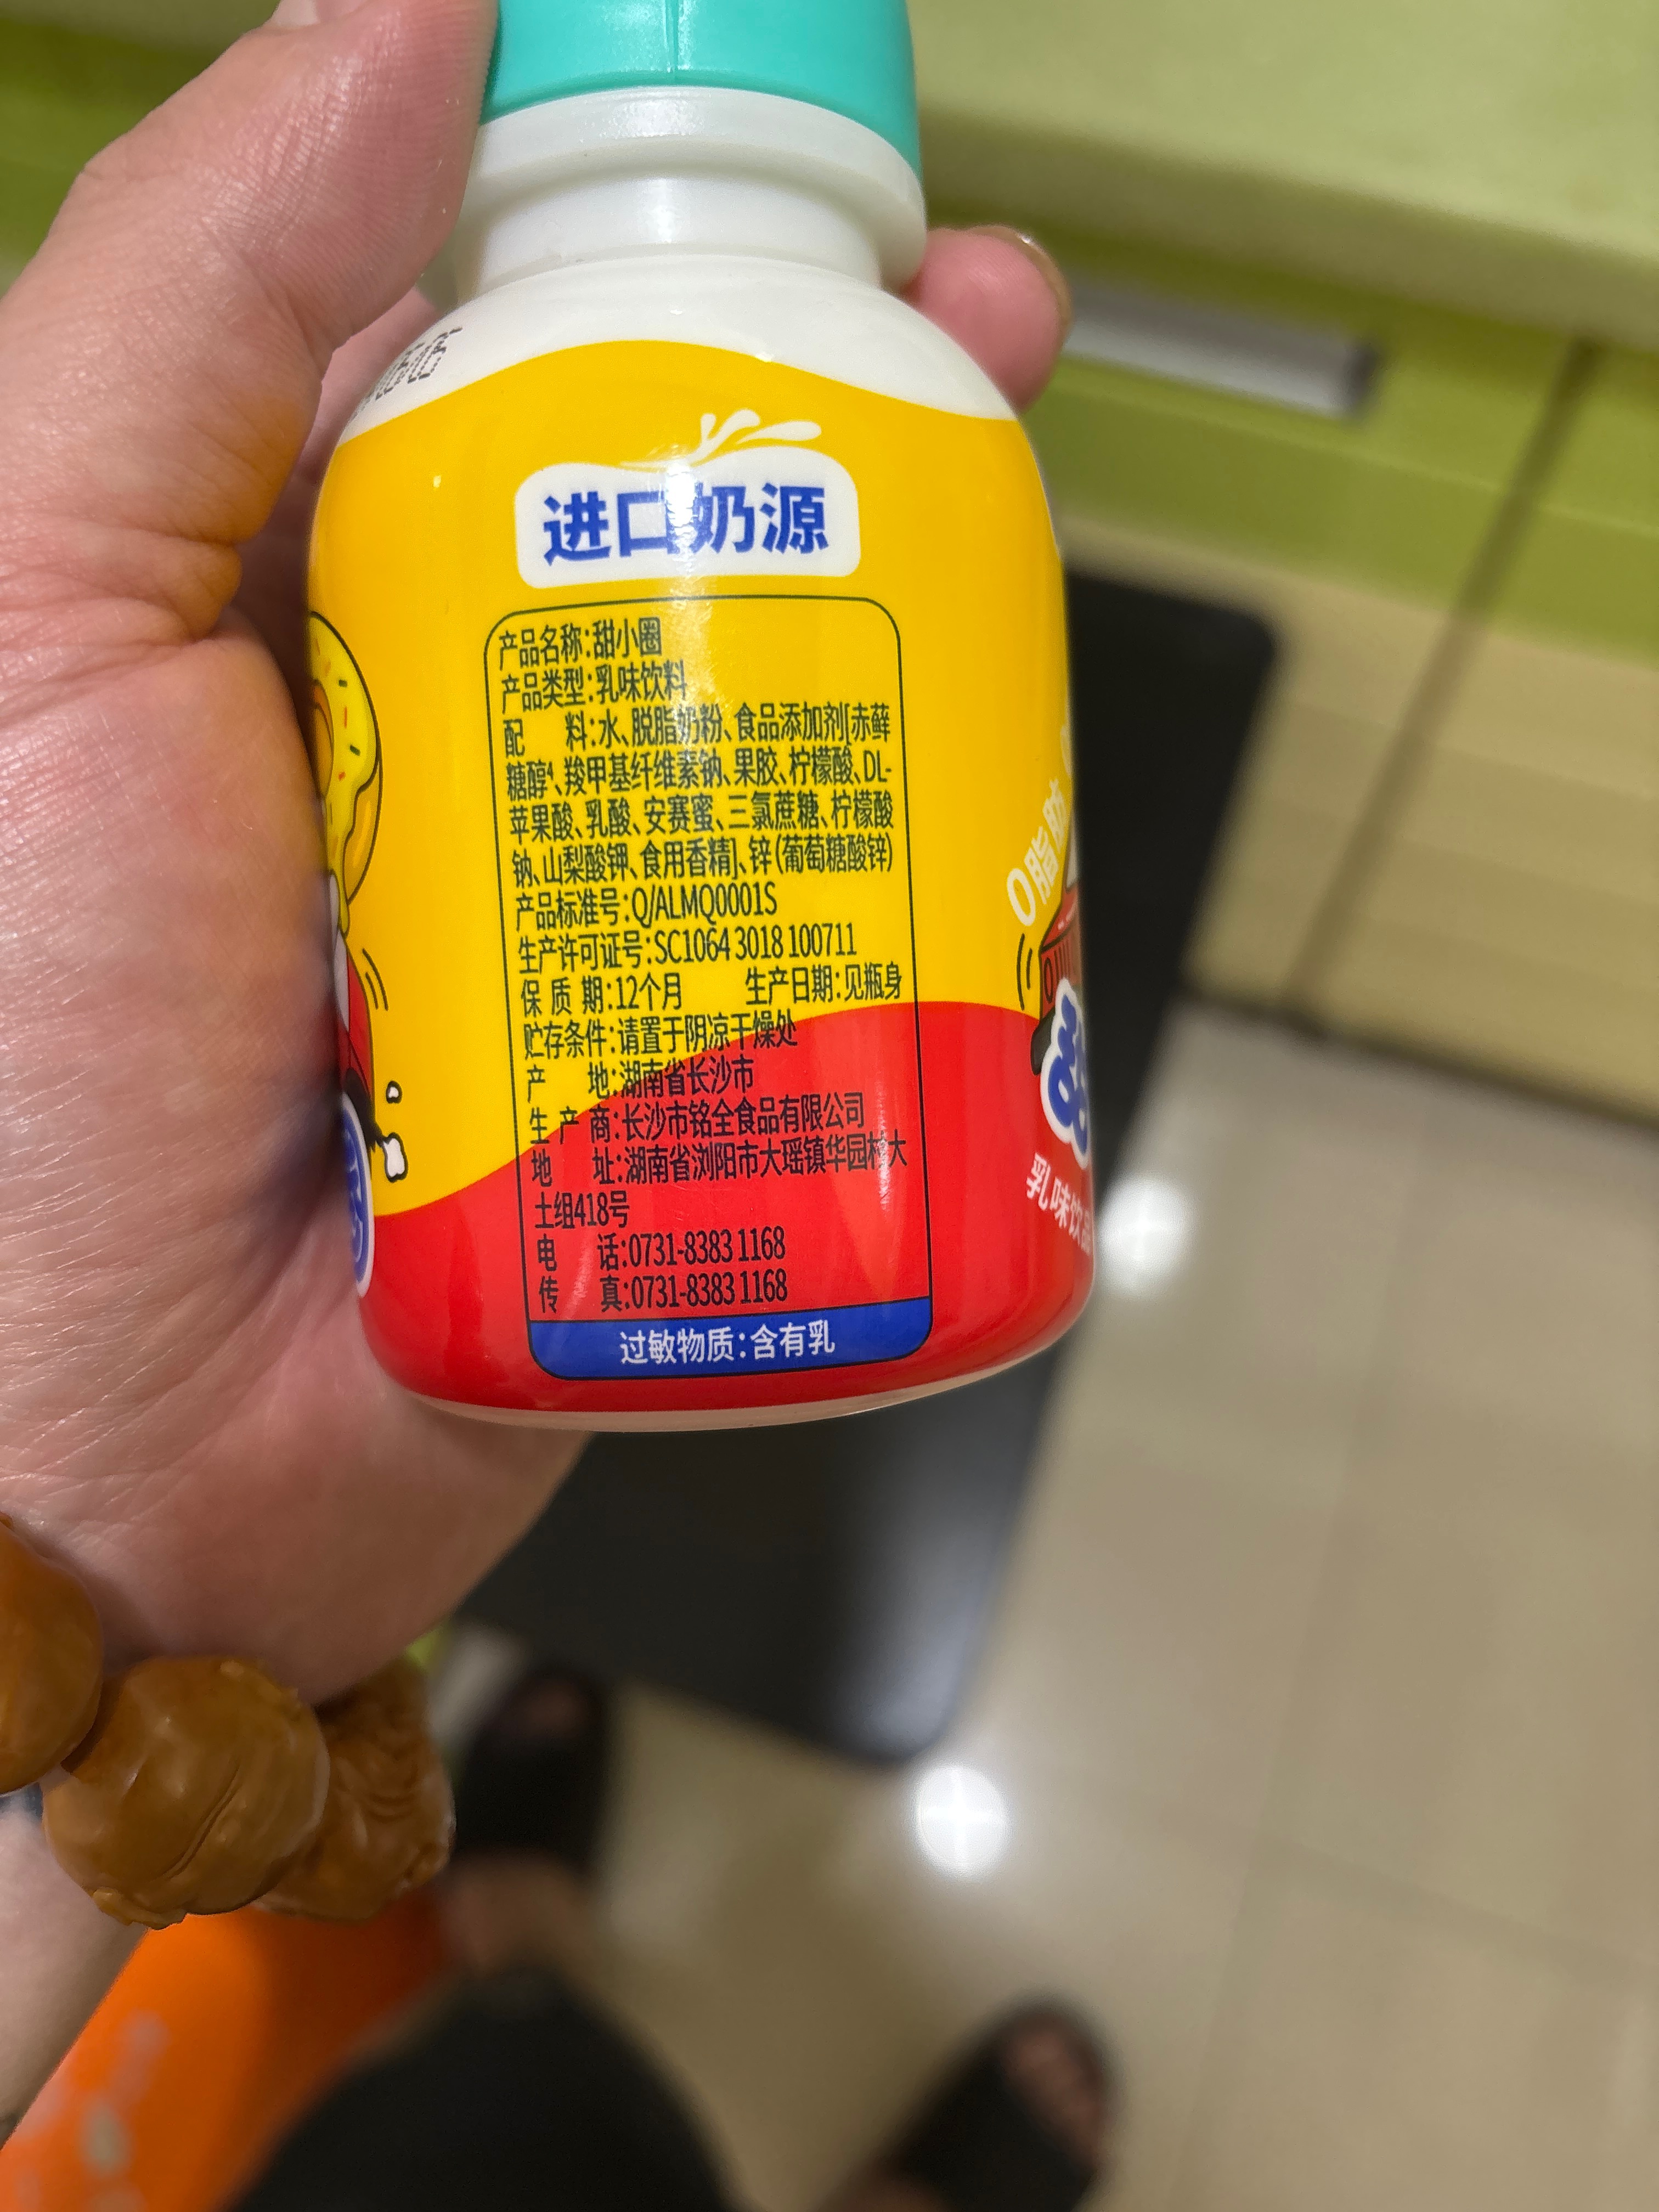 进口奶源
产品名称:甜小圈
产品类型:乳味饮料
配 料:水、脱脂奶粉、食品添加剂[赤藓
糖醇⁴、羧甲基纤维素钠、果胶、柠檬酸、DL-
苹果酸、乳酸、安赛蜜、三氯蔗糖、柠檬酸
钠、山梨酸钾、食用香精]、锌(葡萄糖酸锌)
产品标准号:Q/ALMQ0001S
生产许可证号:SC1064 3018 100711
保 质 期:12个月 生产日期:见瓶身
贮存条件:请置于阴凉干燥处
产 地:湖南省长沙市
生 产 商:长沙市铭全食品有限公司
地 址:湖南省浏阳市大瑶镇华园村大
土组418号
电 话:0731-8383 1168
传 真:0731-8383 1168
过敏物质:含有乳
0脂肪
乳味饮品